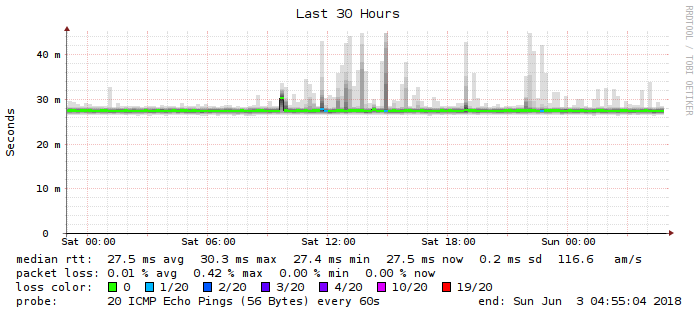 Last 30 Hours
RRDTOOL / TOBI OETIKER
Seconds
40 m
30 m
20 m
10 m
0
Sat 00:00 Sat 06:00 Sat 12:00 Sat 18:00 Sun 00:00
median rtt: 27.5 ms avg 30.3 ms max 27.4 ms min 27.5 ms now 0.2 ms sd 116.6 am/s
packet loss: 0.01 % avg 0.42 % max 0.00 % min 0.00 % now
loss color: 0 1/20 2/20 3/20 4/20 10/20 19/20
probe: 20 ICMP Echo Pings (56 Bytes) every 60s end: Sun Jun 3 04:55:04 2018